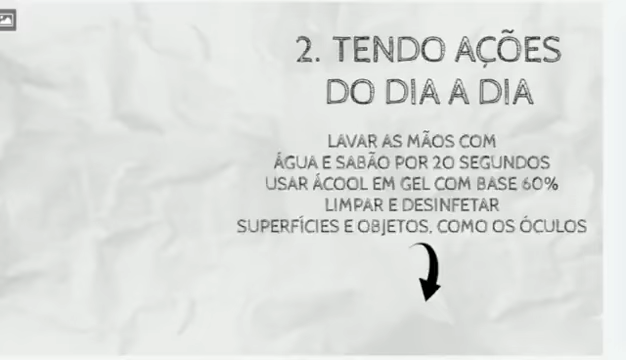 2. TENDO AÇÕES
DO DIA A DIA
LAVAR AS MÃOS COM
ÁGUA E SABÃO POR 20 SEGUNDOS
USAR ÁCOOL EM GEL COM BASE 60%
LIMPAR E DESINFETAR
SUPERFÍCIES E OBJETOS, COMO OS ÓCULOS